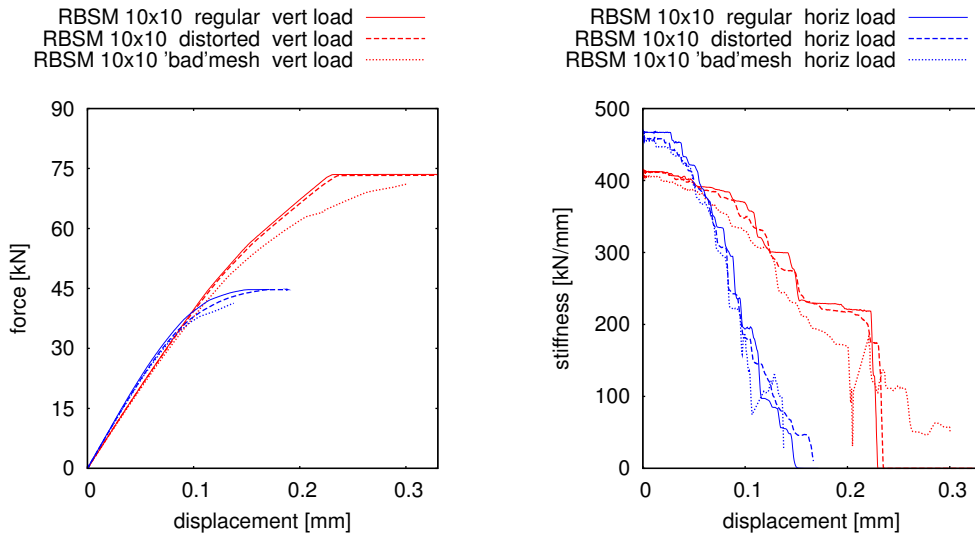 RBSM 10x10 regular vert load
RBSM 10x10 distorted vert load
RBSM 10x10 'bad'mesh vert load
90
75
60
45
30
15
0
force [kN]
0 0.1 0.2 0.3
displacement [mm]
RBSM 10x10 regular horiz load
RBSM 10x10 distorted horiz load
RBSM 10x10 'bad'mesh horiz load
500
400
300
200
100
0
stiffness [kN/mm]
0 0.1 0.2 0.3
displacement [mm]